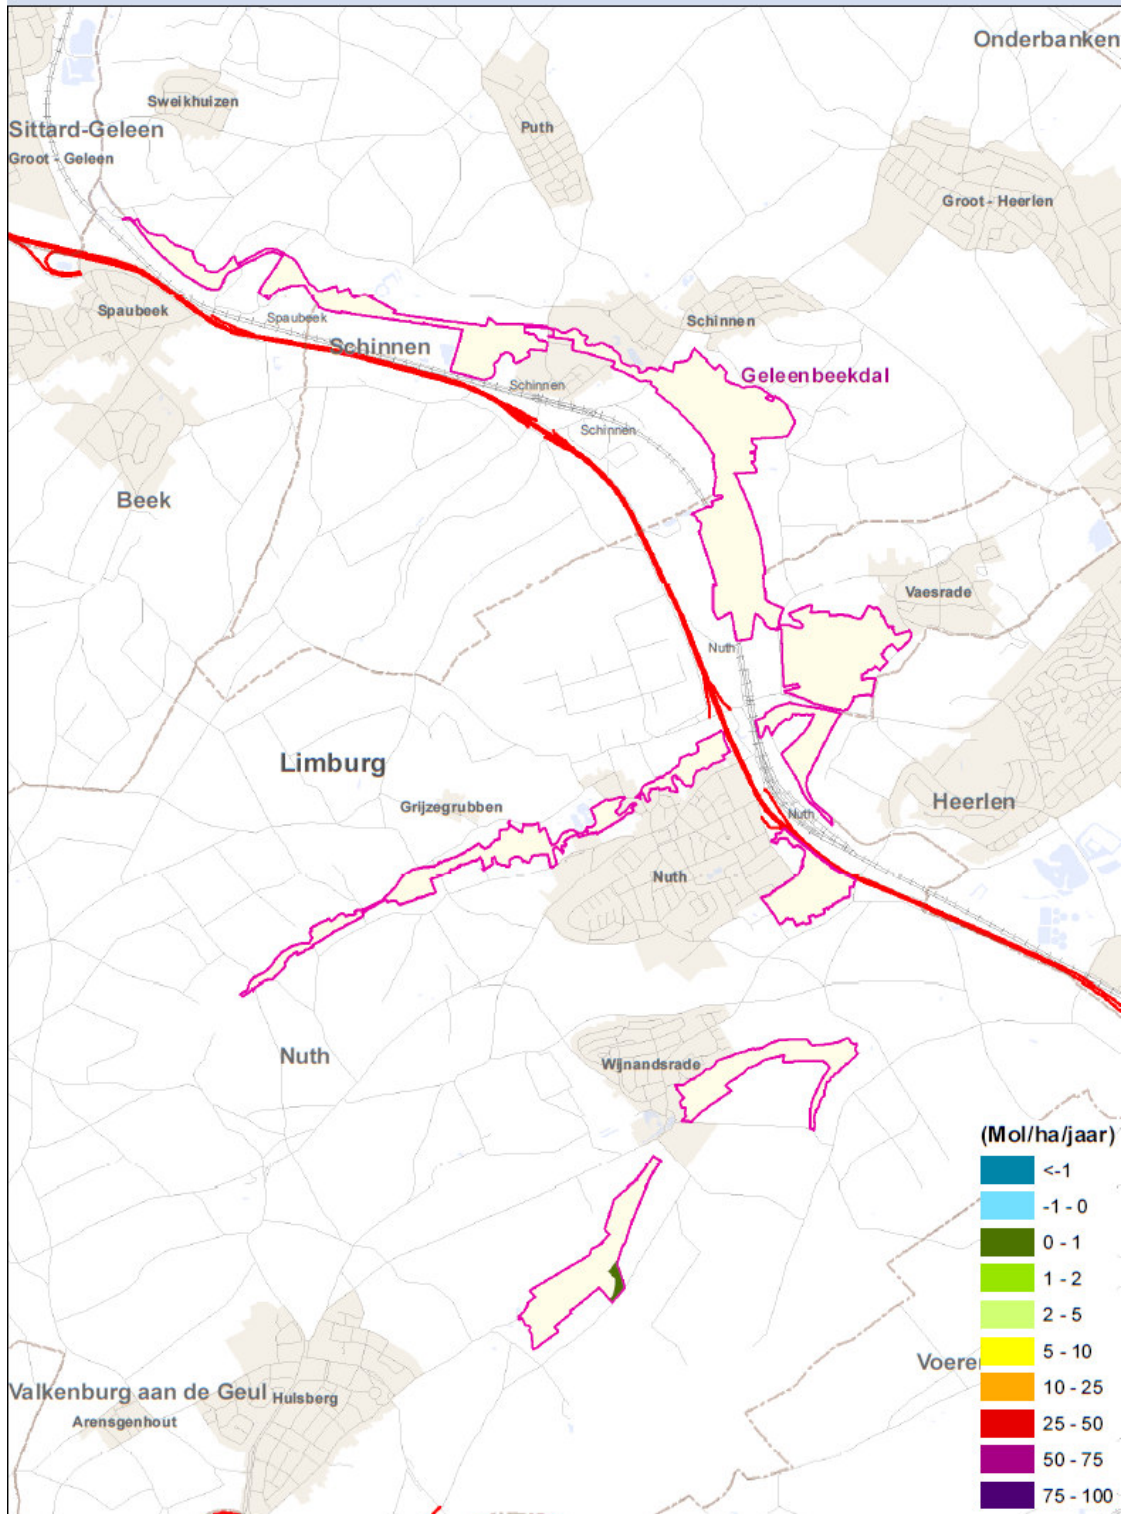 Onderbanken
Sweikhuizen
Sittard-Geleen
Puth
Groot - Geleen
Groot - Heerlen
Spaubeek
Spaubeek
Schinnen
Schinnen
Geleenbeekdal
Schinnen
Schinnen
Beek
Vaesrade
Nuth
Limburg
Grijzegrubben
Heerlen
Nuth
Nuth
Nuth
Wijnandsrade
(Mol/ha/jaar)
<-1
-1 - 0
0 - 1
1 - 2
2 - 5
5 - 10
10 - 25
25 - 50
50 - 75
75 - 100
Valkenburg aan de Geul
Hulsberg
Arensgenhout